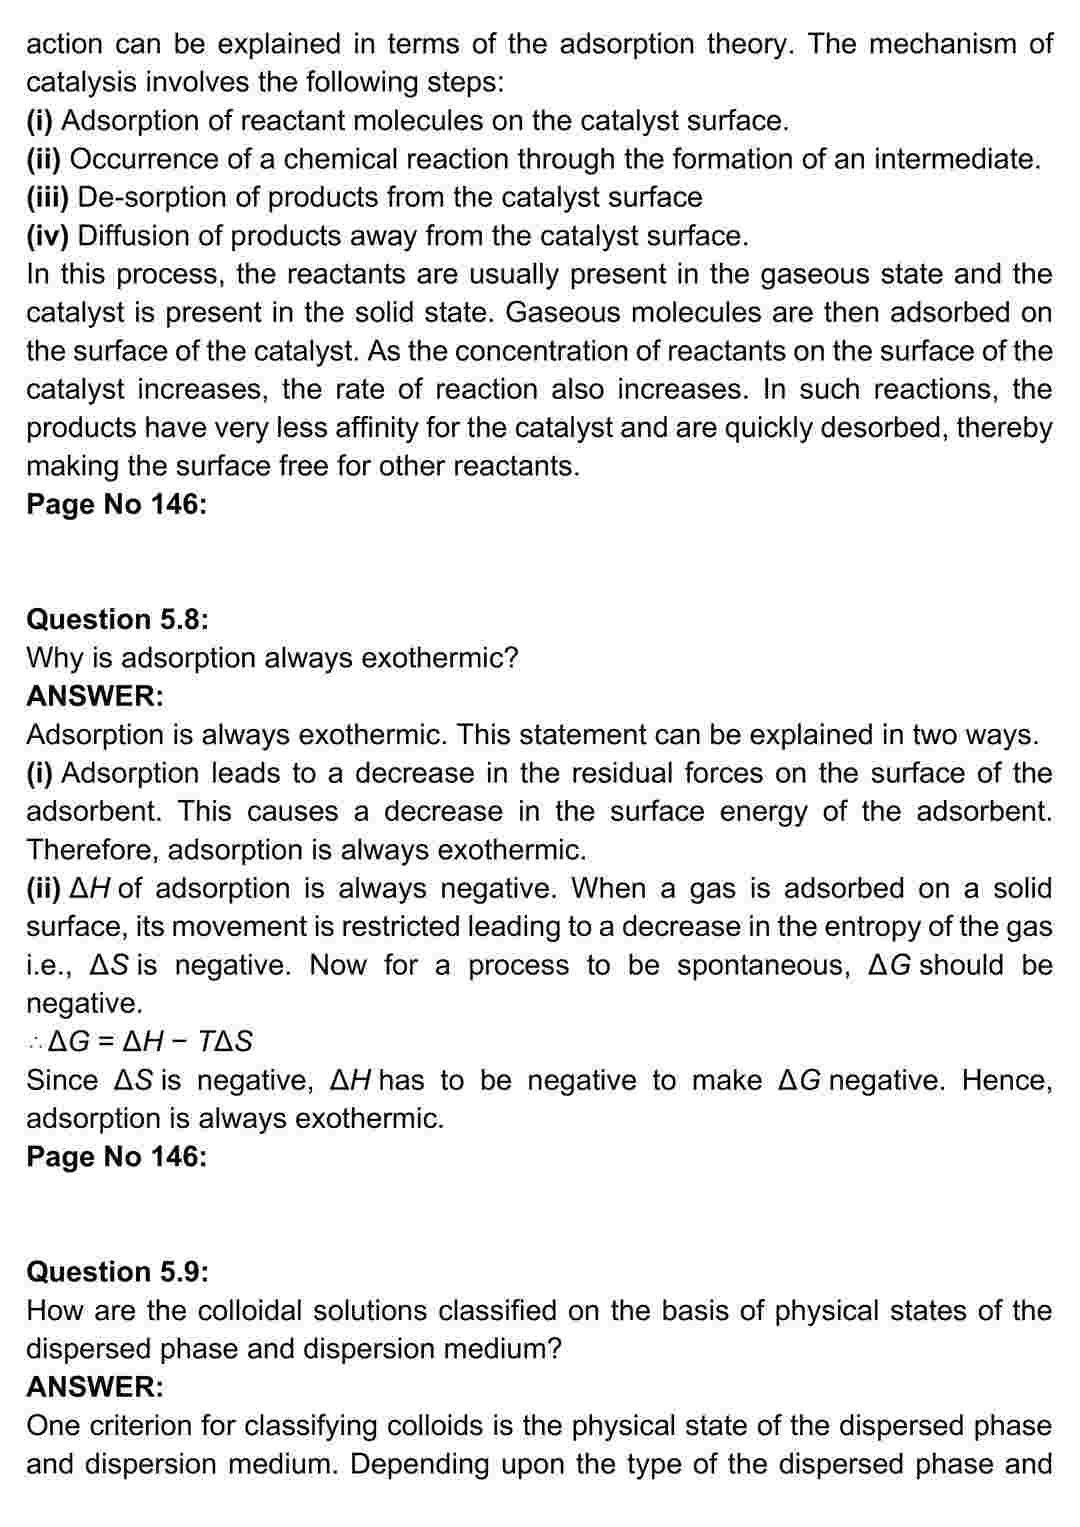 action can be explained in terms of the adsorption theory. The mechanism of
catalysis involves the following steps:
(i) Adsorption of reactant molecules on the catalyst surface.
(ii) Occurrence of a chemical reaction through the formation of an intermediate.
(iii) De-sorption of products from the catalyst surface
(iv) Diffusion of products away from the catalyst surface.
In this process, the reactants are usually present in the gaseous state and the
catalyst is present in the solid state. Gaseous molecules are then adsorbed on
the surface of the catalyst. As the concentration of reactants on the surface of the
catalyst increases, the rate of reaction also increases. In such reactions, the
products have very less affinity for the catalyst and are quickly desorbed, thereby
making the surface free for other reactants.
Page No 146:
Question 5.8:
Why is adsorption always exothermic?
ANSWER:
Adsorption is always exothermic. This statement can be explained in two ways.
(i) Adsorption leads to a decrease in the residual forces on the surface of the
adsorbent. This causes a decrease in the surface energy of the adsorbent.
Therefore, adsorption is always exothermic.
(ii) ΔH of adsorption is always negative. When a gas is adsorbed on a solid
surface, its movement is restricted leading to a decrease in the entropy of the gas
i.e., ΔS is negative. Now for a process to be spontaneous, ΔG should be
negative.
∴ ΔG = ΔH − TΔS
Since ΔS is negative, ΔH has to be negative to make ΔG negative. Hence,
adsorption is always exothermic.
Page No 146:
Question 5.9:
How are the colloidal solutions classified on the basis of physical states of the
dispersed phase and dispersion medium?
ANSWER:
One criterion for classifying colloids is the physical state of the dispersed phase
and dispersion medium. Depending upon the type of the dispersed phase and